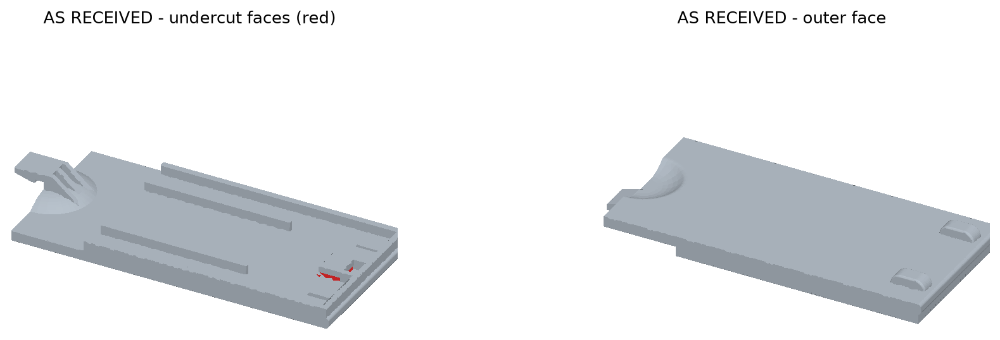 AS RECEIVED - undercut faces (red)
AS RECEIVED - outer face